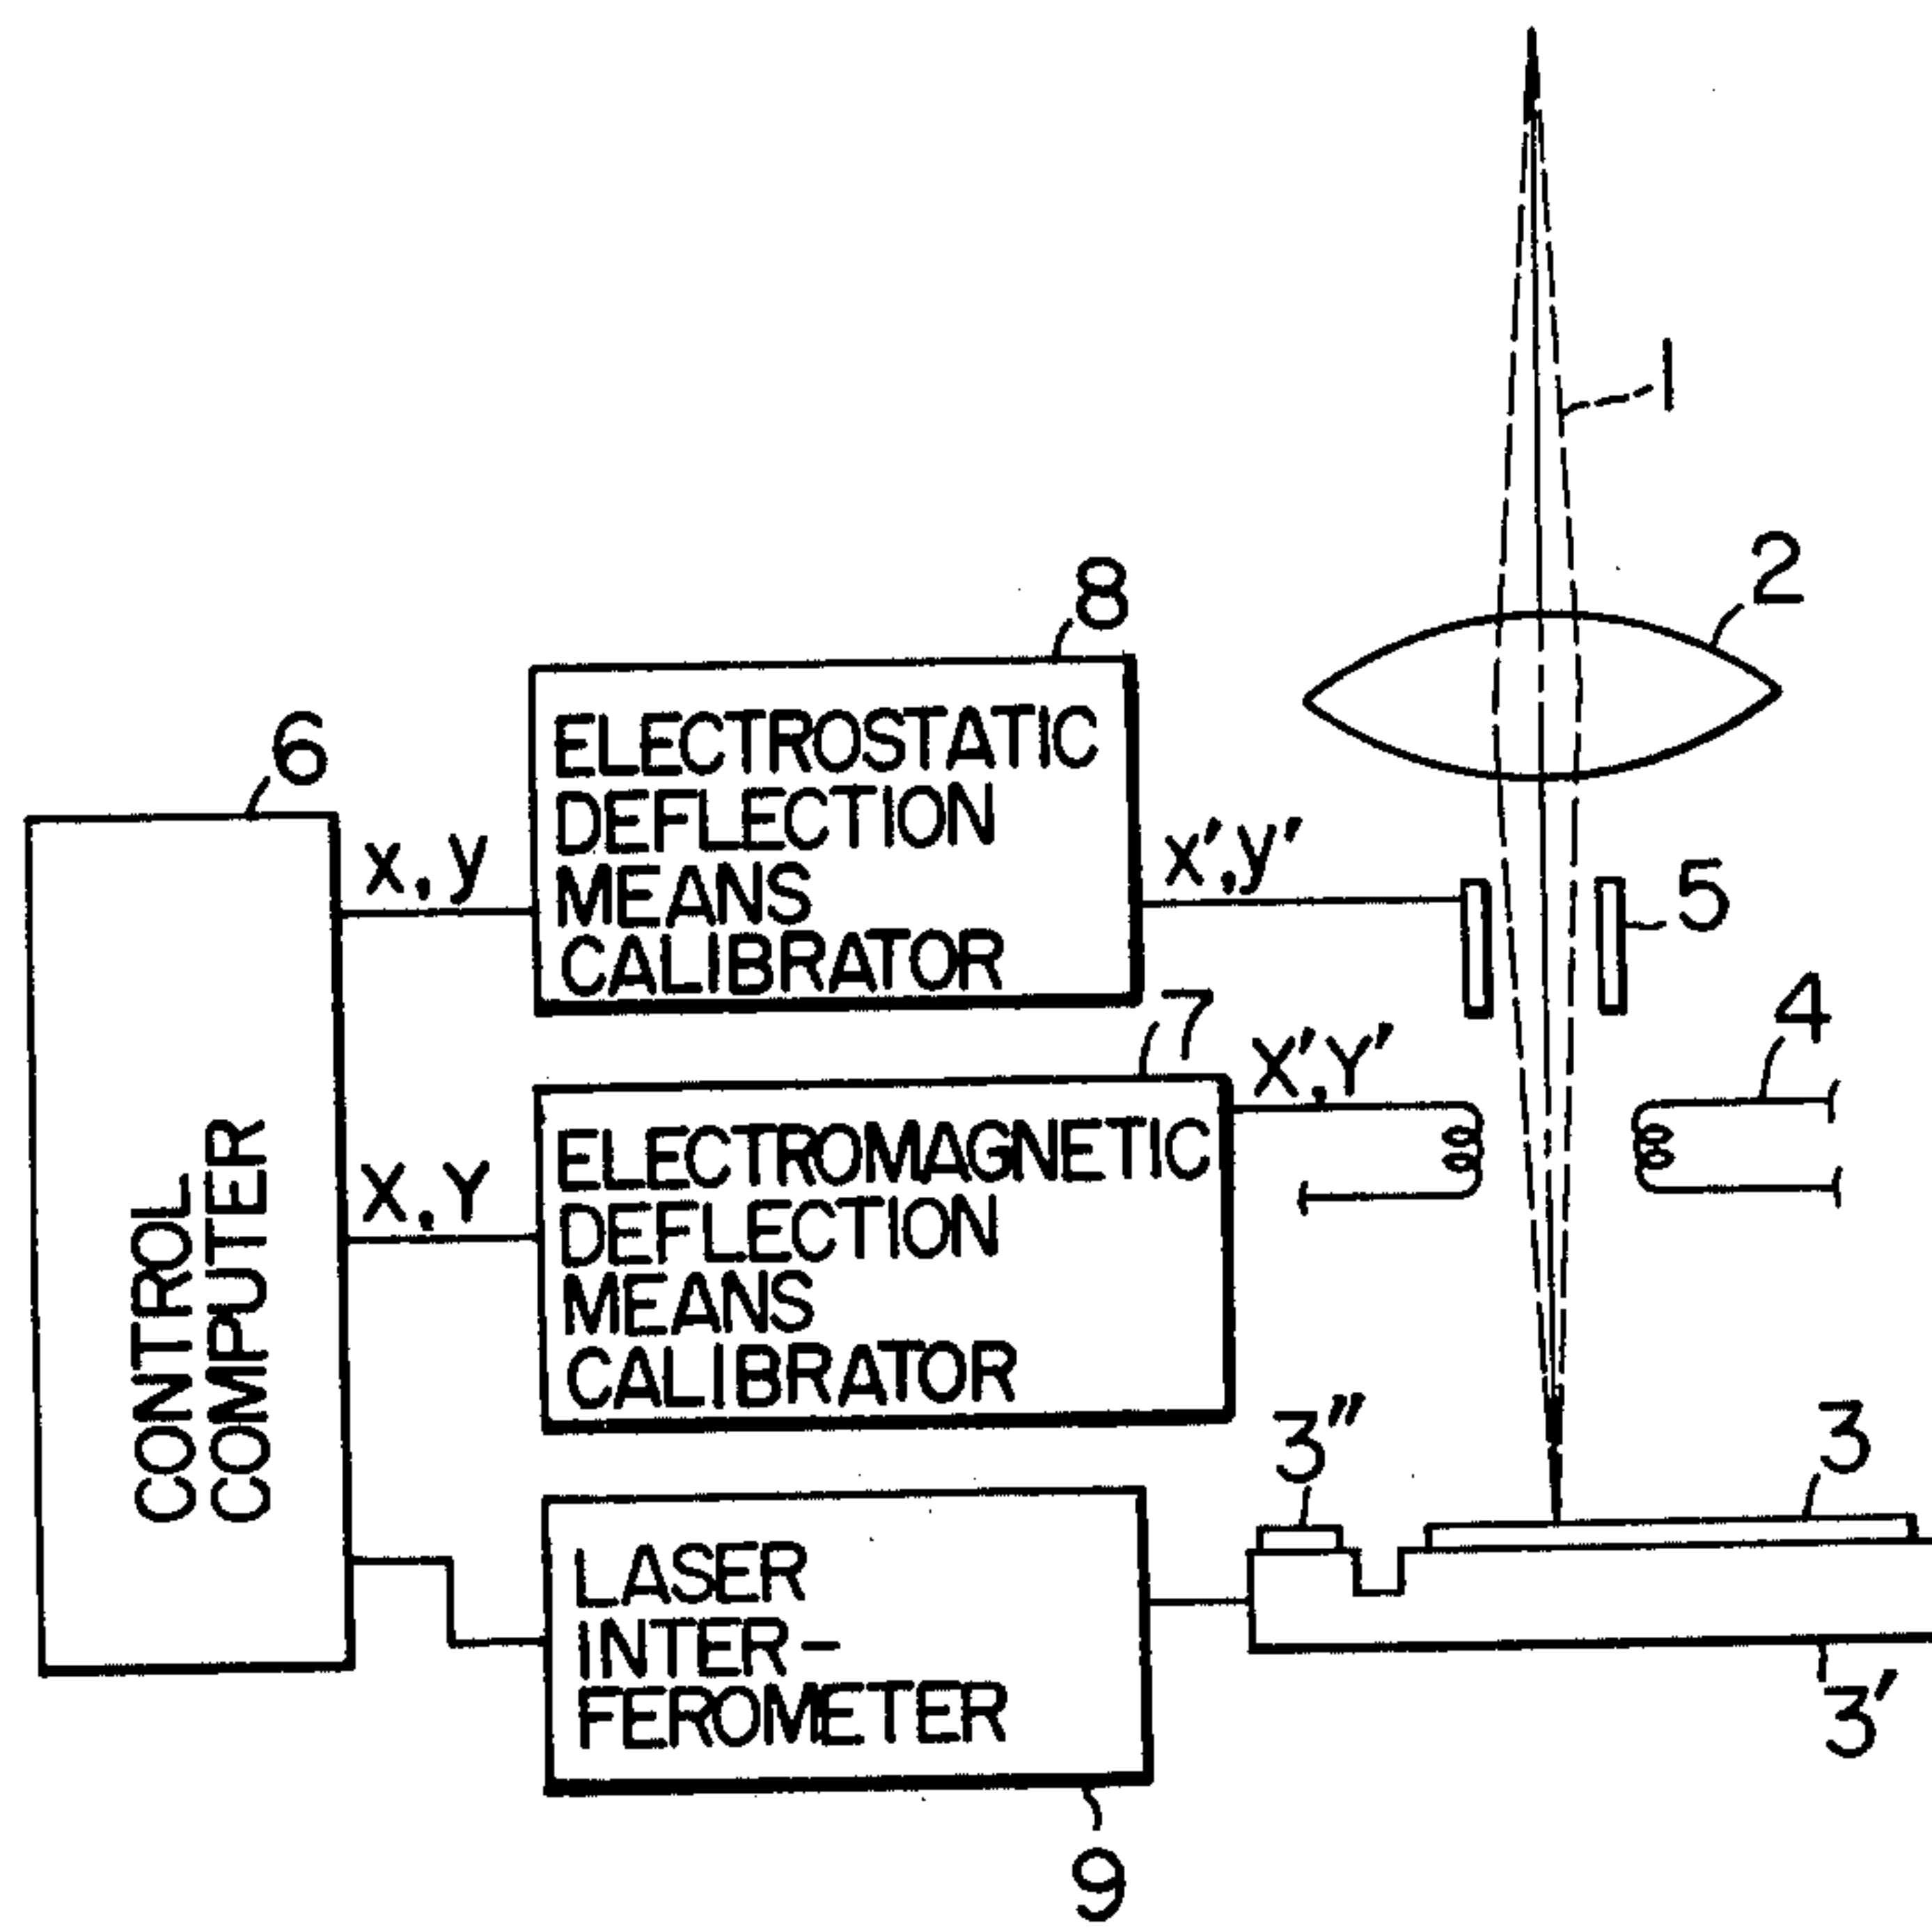 1
2
8
ELECTROSTATIC
DEFLECTION
MEANS
CALIBRATOR
6
x,y
x',y'
5
7
4
CONTROL
COMPUTER
X,Y
X',Y'
ELECTROMAGNETIC
DEFLECTION
MEANS
CALIBRATOR
3"
3
LASER
INTER-
FEROMETER
3'
9